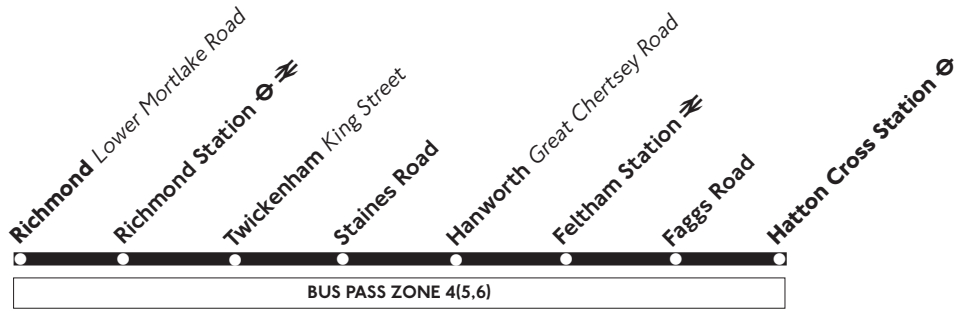 Richmond Lower Mortlake Road
Richmond Station
Twickenham King Street
Staines Road
Hanworth Great Chertsey Road
Feltham Station
Faggs Road
Hatton Cross Station
BUS PASS ZONE 4(5,6)